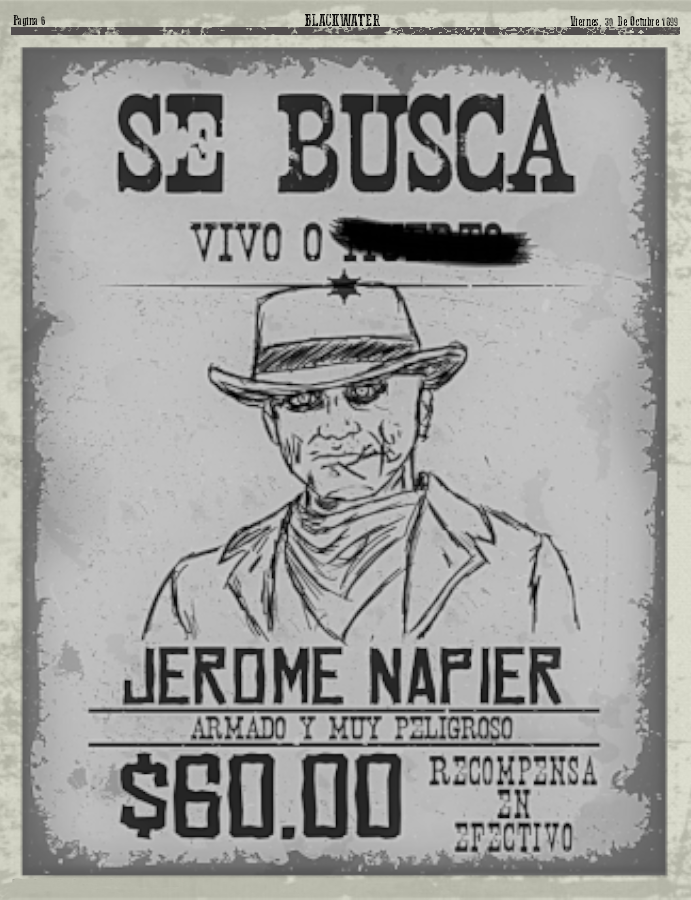 Pagina 6
BLACKWATER
Viernes, 30 De Octubre 1899
SE BUSCA
VIVO O
JEROME NAPIER
ARMADO Y MUY PELIGROSO
$60.00
RECOMPENSA
EN
EFECTIVO